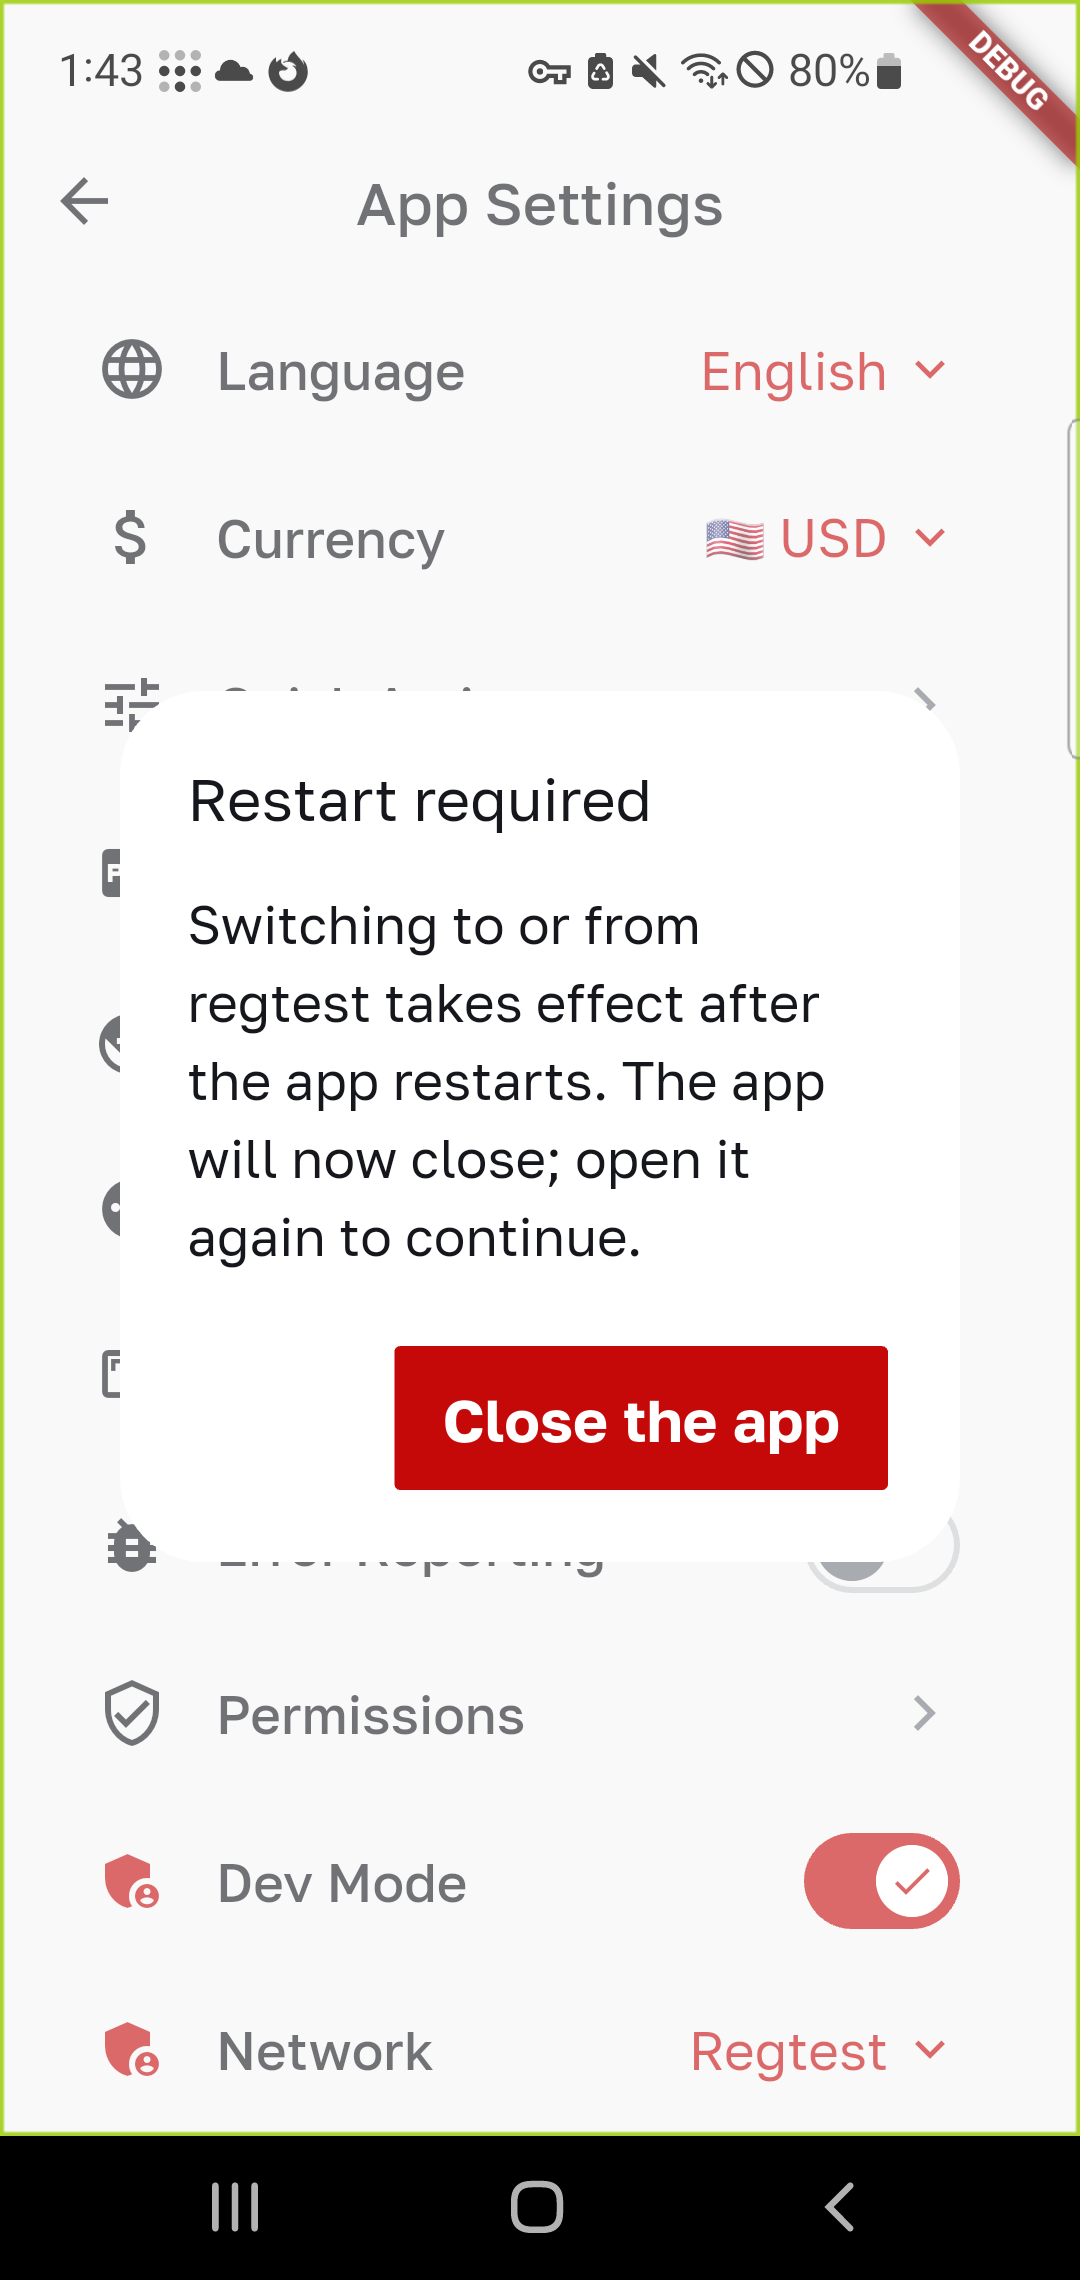 1:43
80%
DEBUG
App Settings
Language
English
Currency
USD
Restart required
Switching to or from
regtest takes effect after
the app restarts. The app
will now close; open it
again to continue.
Close the app
Error Reporting
Permissions
Dev Mode
Network
Regtest